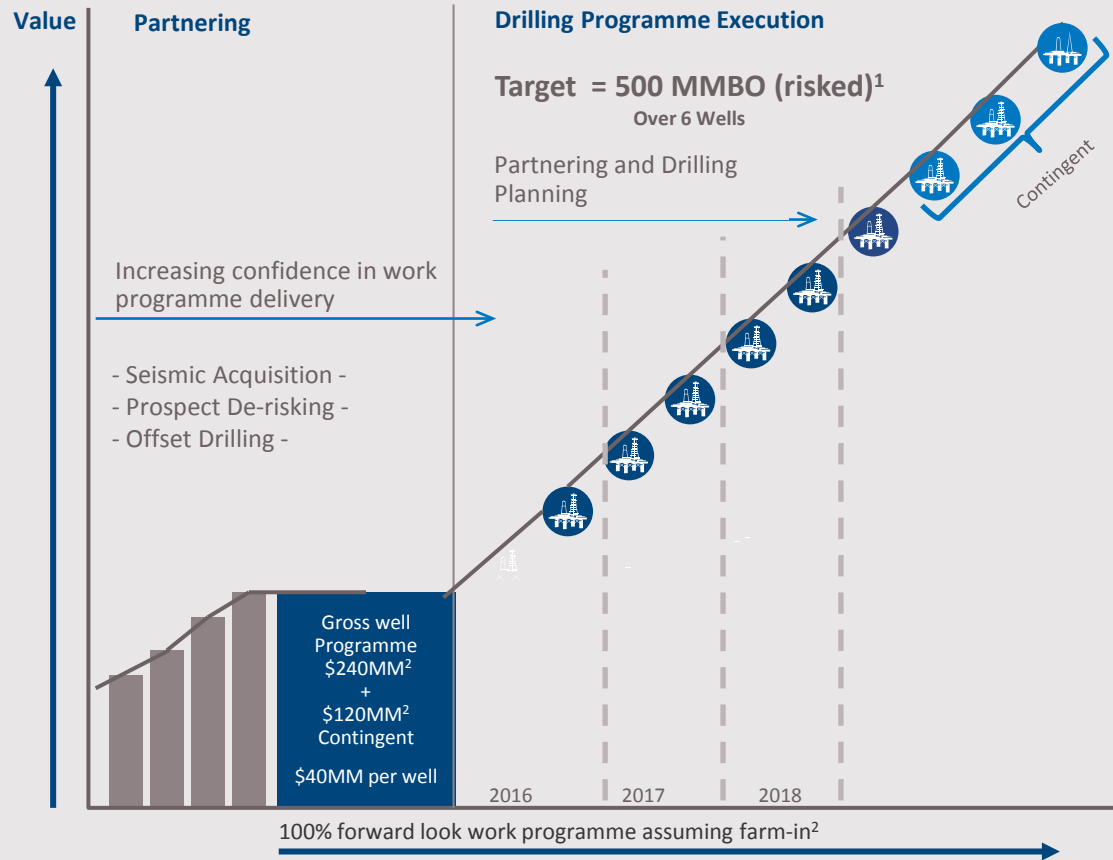 Value
Partnering
Drilling Programme Execution
Target = 500 MMBO (risked)¹
Over 6 Wells
Partnering and Drilling
Planning
Contingent
Increasing confidence in work
programme delivery
- Seismic Acquisition -
- Prospect De-risking -
- Offset Drilling -
Gross well
Programme
$240MM²
+
$120MM²
Contingent
$40MM per well
2016
2017
2018
100% forward look work programme assuming farm-in²